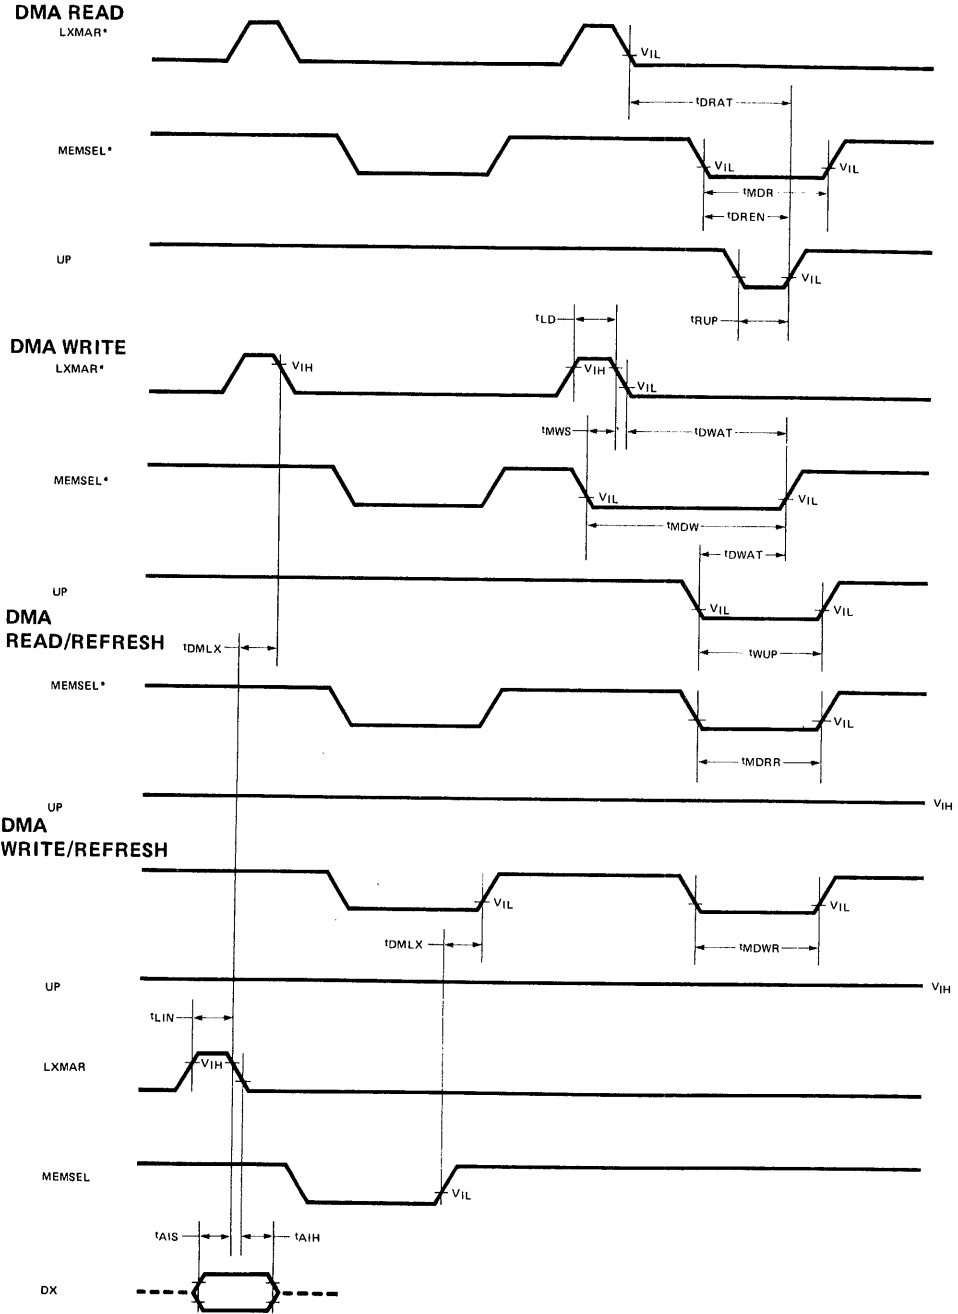 DMA READ
LXMAR*
VIL
tDRAT
MEMSEL*
VIL
VIL
tMDR
tDREN
UP
VIL
tLD
tRUP
DMA WRITE
LXMAR*
VIH
VIH
VIL
tMWS
tDWAT
MEMSEL*
VIL
VIL
tMDW
tDWAT
UP
VIL
VIL
DMA
READ/REFRESH
tDMLX
tWUP
MEMSEL*
VIL
tMDRR
UP
VIH
DMA
WRITE/REFRESH
VIL
VIL
tDMLX
tMDWR
UP
VIH
tLIN
LXMAR
VIH
MEMSEL
VIL
tAIS
tAIH
DX